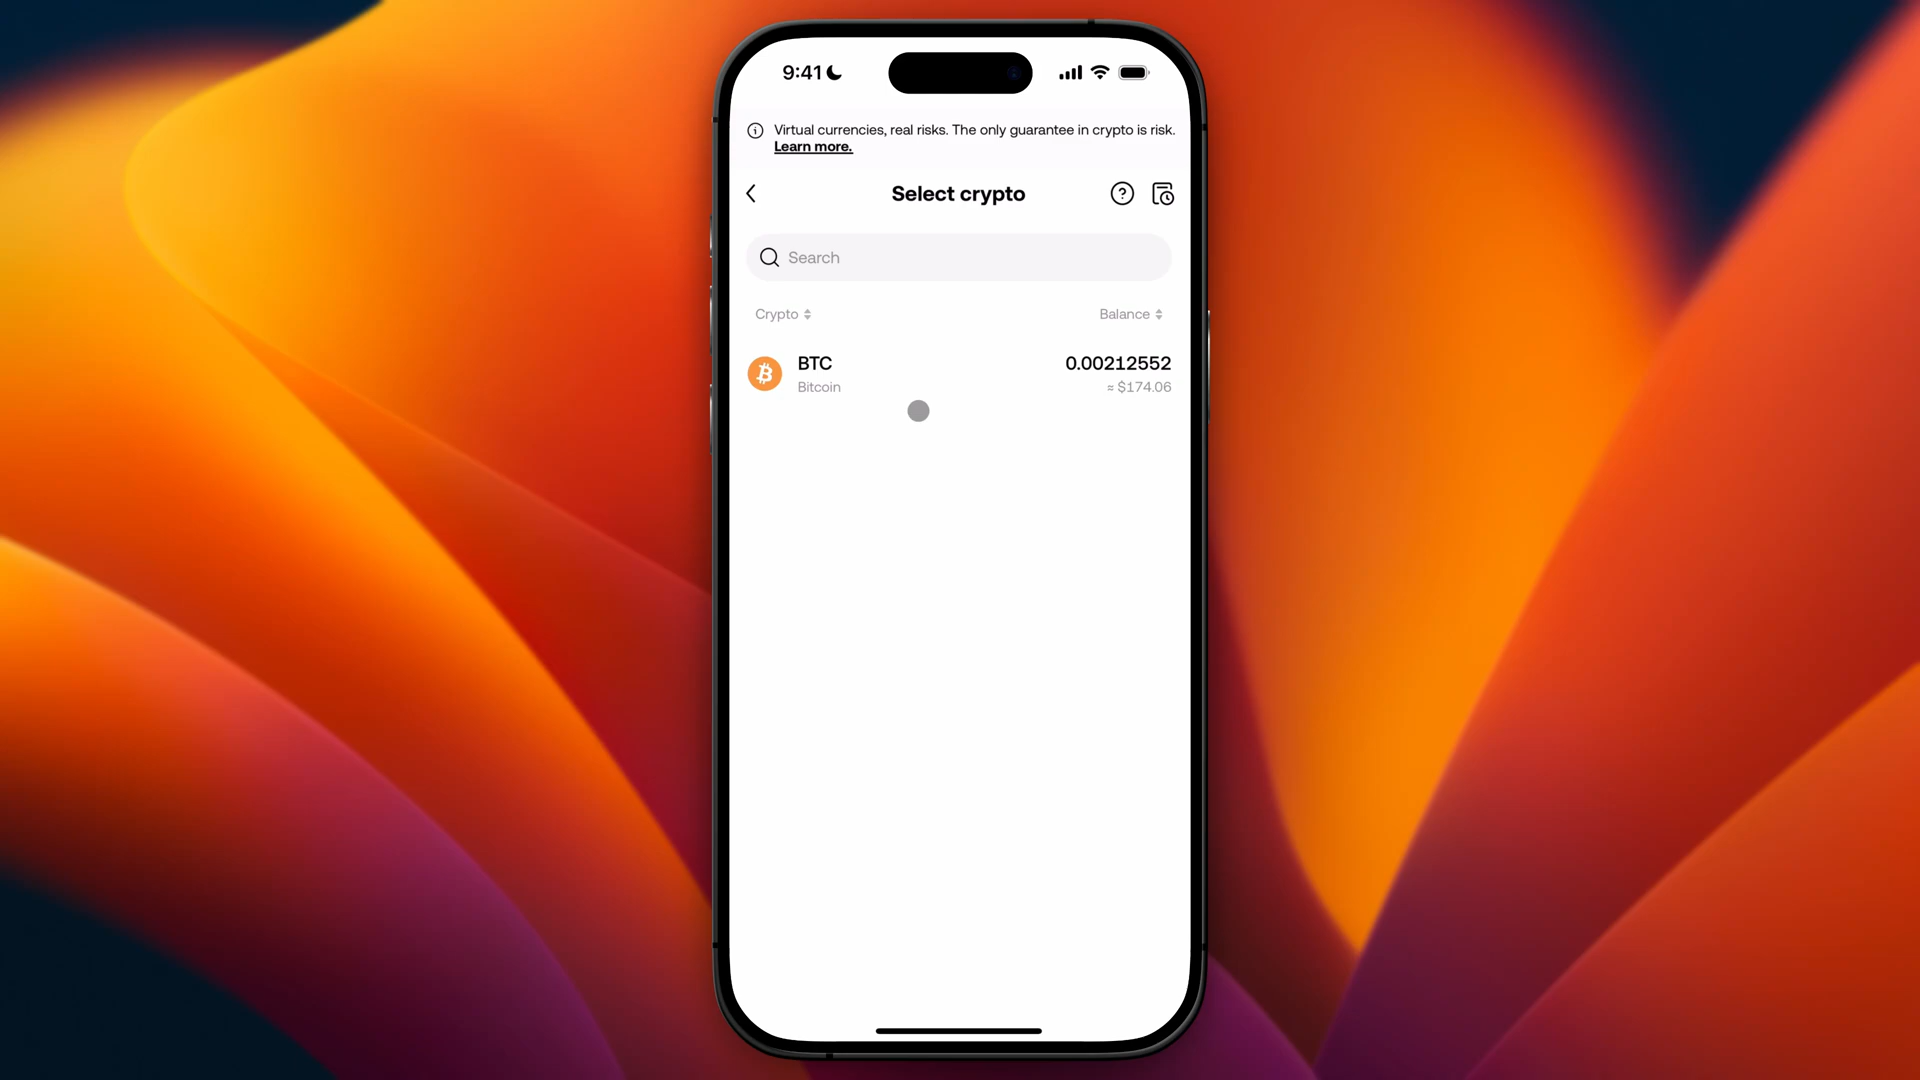 9:41
Virtual currencies, real risks. The only guarantee in crypto is risk.
Learn more.
Select crypto
Search
Crypto
Balance
BTC
0.00212552
Bitcoin
≈ $174.06